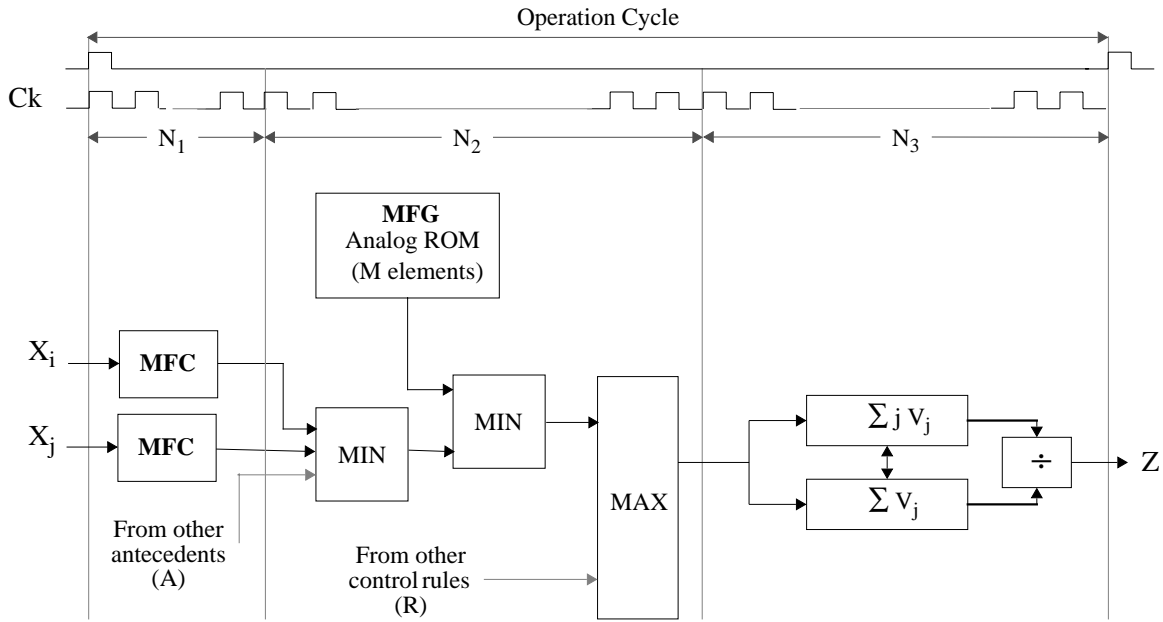 Operation Cycle
Ck
N1 N2 N3
MFG
Analog ROM
(M elements)
Xi MFC
Xj MFC
MIN
MIN
MAX
∑ j Vj
∑ Vj
÷
Z
From other
antecedents
(A)
From other
control rules
(R)